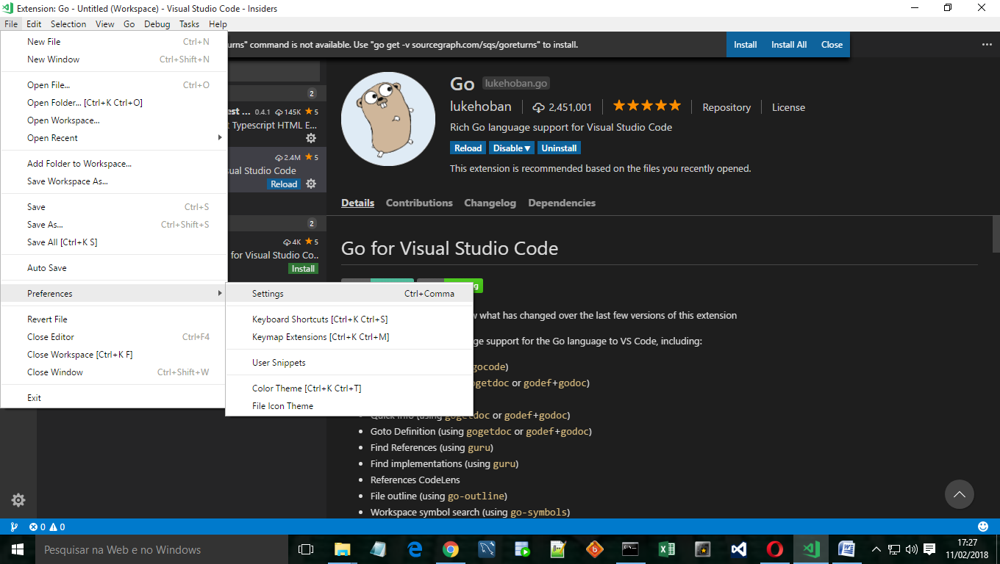 Extension: Go - Untitled (Workspace) - Visual Studio Code - Insiders
File Edit Selection View Go Debug Tasks Help
New File Ctrl+N
New Window Ctrl+Shift+N
Open File... Ctrl+O
Open Folder... [Ctrl+K Ctrl+O]
Open Workspace...
Open Recent
Add Folder to Workspace...
Save Workspace As...
Save Ctrl+S
Save As... Ctrl+Shift+S
Save All [Ctrl+K S]
Auto Save
Preferences
Revert File
Close Editor Ctrl+F4
Close Workspace [Ctrl+K F]
Close Window Ctrl+Shift+W
Exit
Settings Ctrl+Comma
Keyboard Shortcuts [Ctrl+K Ctrl+S]
Keymap Extensions [Ctrl+K Ctrl+M]
User Snippets
Color Theme [Ctrl+K Ctrl+T]
File Icon Theme
urns" command is not available. Use "go get -v sourcegraph.com/sqs/goreturns" to install.
Install Install All Close
2
est ... 0.4.1 145K 5
t Typescript HTML E...
2.4M 5
sual Studio Code
Reload
2
4K 5
for Visual Studio Co..
Install
Go lukehoban.go
lukehoban 2,451,001 Repository License
Rich Go language support for Visual Studio Code
Reload Disable Uninstall
This extension is recommended based on the files you recently opened.
Details Contributions Changelog Dependencies
Go for Visual Studio Code
what has changed over the last few versions of this extension
ge support for the Go language to VS Code, including:
gocode)
gogetdoc or godef+godoc)
Quick Info (using gogetdoc or godef+godoc)
Goto Definition (using gogetdoc or godef+godoc)
Find References (using guru)
Find implementations (using guru)
References CodeLens
File outline (using go-outline)
Workspace symbol search (using go-symbols)
0 0
Pesquisar na Web e no Windows
17:27
11/02/2018